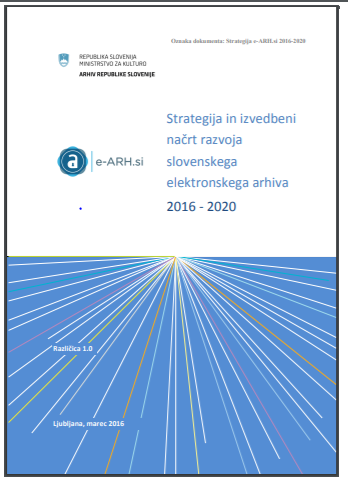 Oznaka dokumenta: Strategija e-ARH.si 2016-2020
REPUBLIKA SLOVENIJA
MINISTRSTVO ZA KULTURO
ARHIV REPUBLIKE SLOVENIJE
Strategija in izvedbeni
načrt razvoja
slovenskega
elektronskega arhiva
2016 - 2020
a e-ARH.si
Različica 1.0
Ljubljana, marec 2016